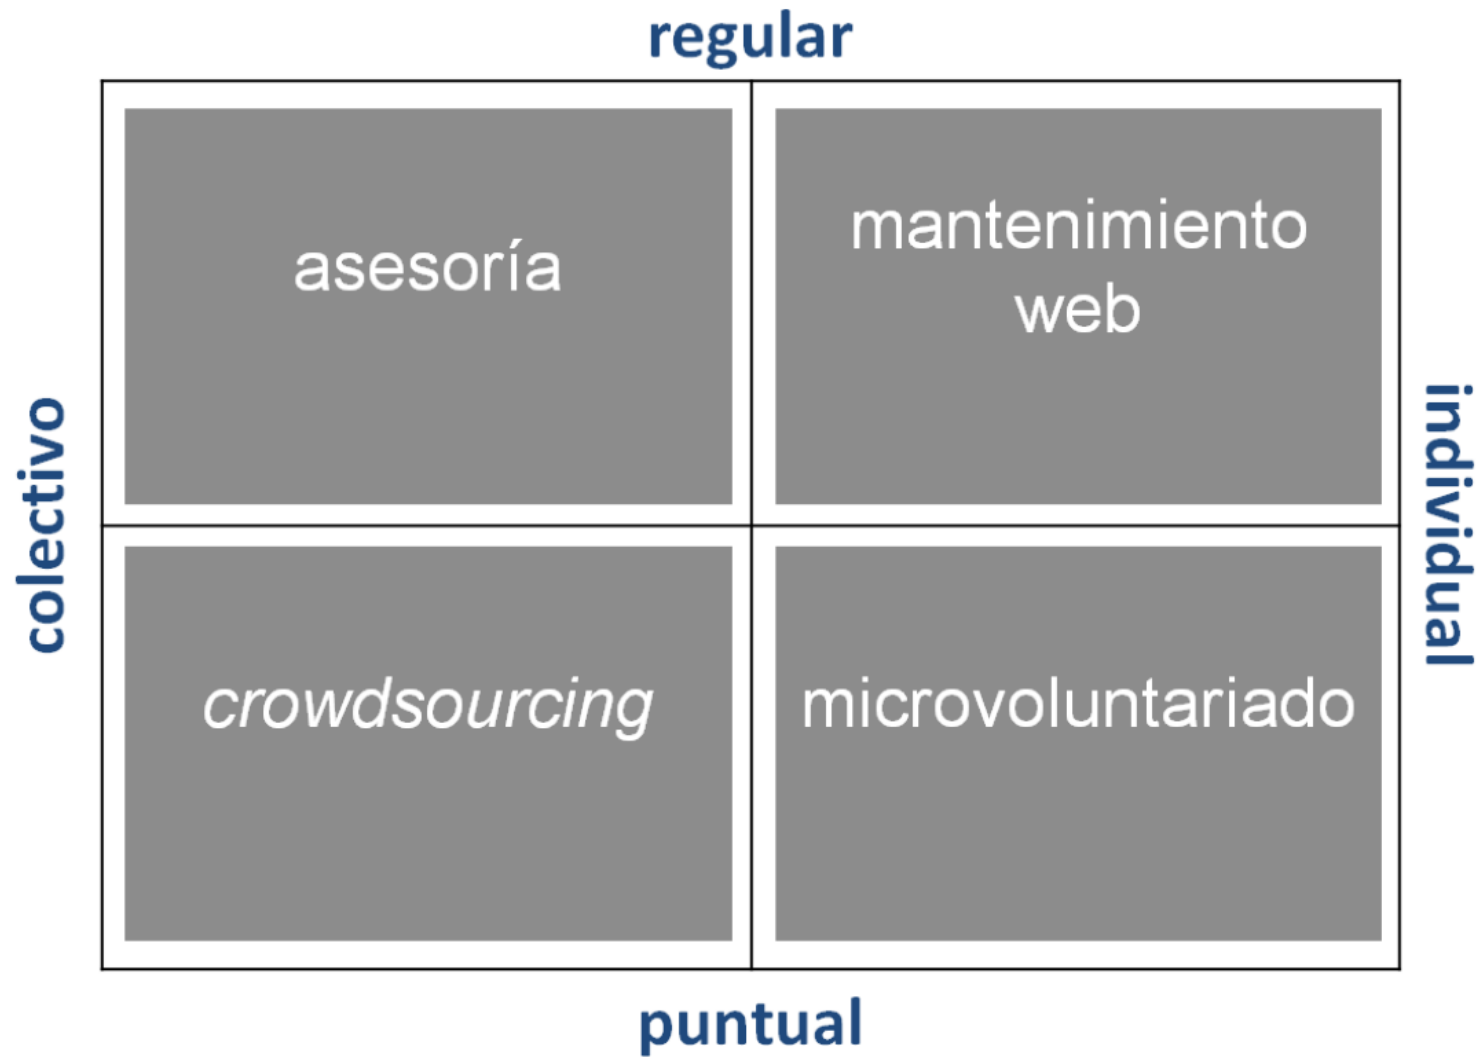 regular
asesoría
mantenimiento
web
colectivo
individual
crowdsourcing
microvoluntariado
puntual